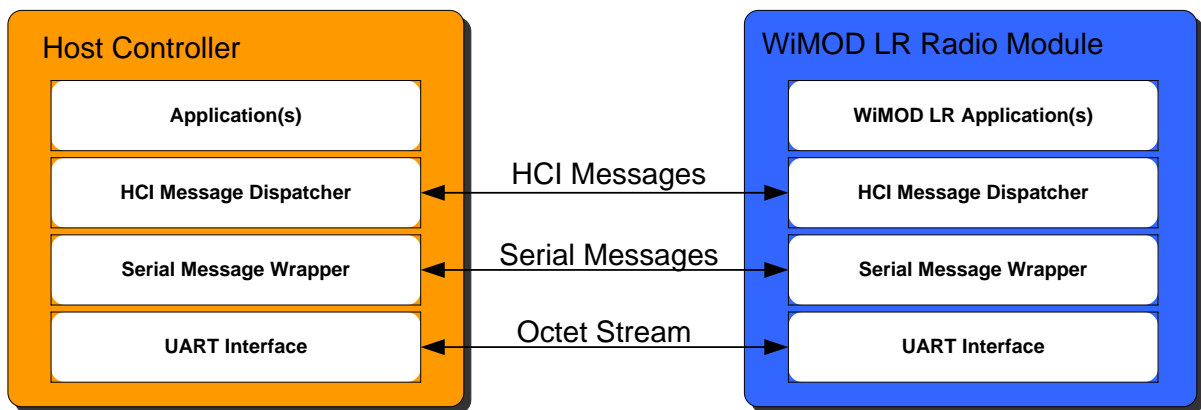 Host Controller
WiMOD LR Radio Module
Application(s)
WiMOD LR Application(s)
HCI Message Dispatcher
HCI Messages
HCI Message Dispatcher
Serial Message Wrapper
Serial Messages
Serial Message Wrapper
UART Interface
Octet Stream
UART Interface